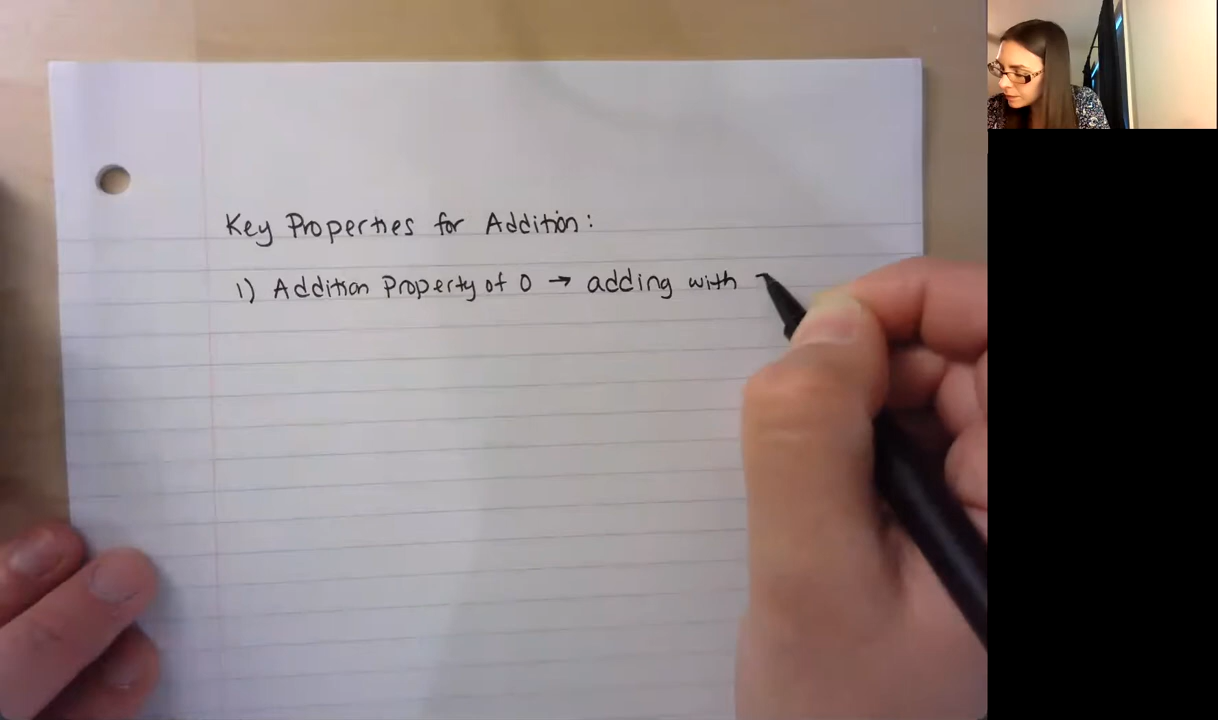 Key Properties for Addition:
1) Addition Property of 0 → adding with